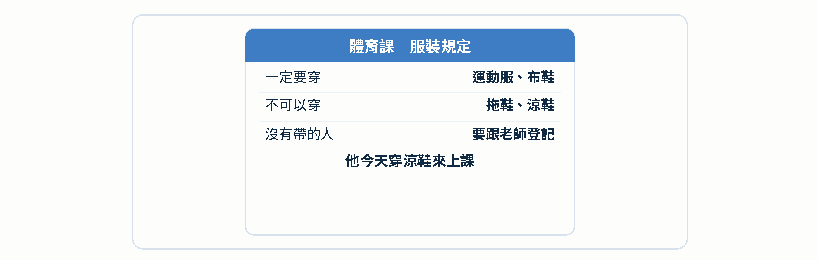 體育課　服裝規定
一定要穿　運動服、布鞋
不可以穿　拖鞋、涼鞋
沒有帶的人　要跟老師登記
他今天穿涼鞋來上課